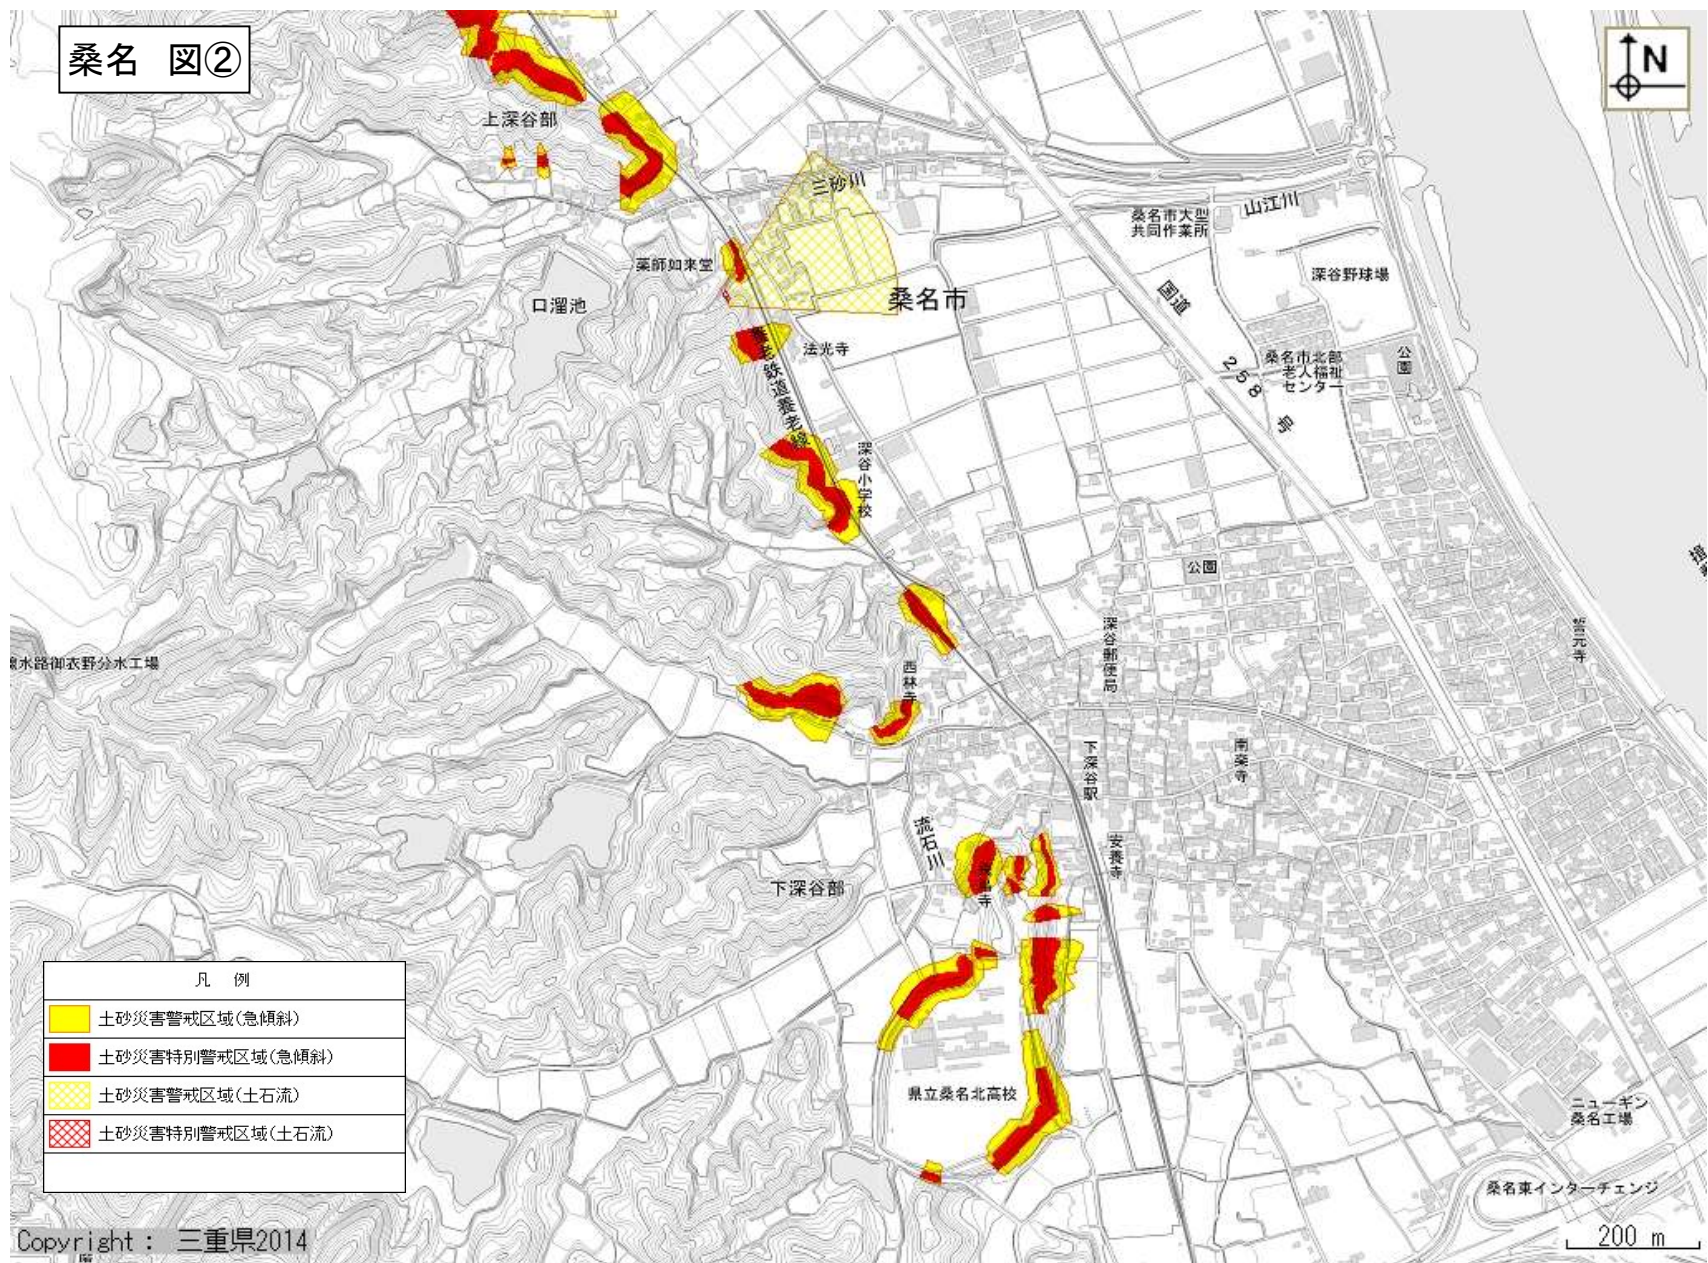 桑名 図②
N
上深谷部
三砂川
桑名市大型
共同作業所
山江川
薬師如来堂
深谷野球場
口溜池
桑名市
国道
258号
法光寺
桑名市北部
老人福祉
センター
公園
養老鉄道養老線
深谷小学校
公園
深谷郵便局
水路御衣野分水工場
西林寺
下深谷駅
南楽寺
流石川
安養寺
寺
下深谷部
凡 例
土砂災害警戒区域(急傾斜)
土砂災害特別警戒区域(急傾斜)
土砂災害警戒区域(土石流)
土砂災害特別警戒区域(土石流)
県立桑名北高校
ニューギン
桑名工場
桑名東インターチェンジ
200 m
Copyright : 三重県2014